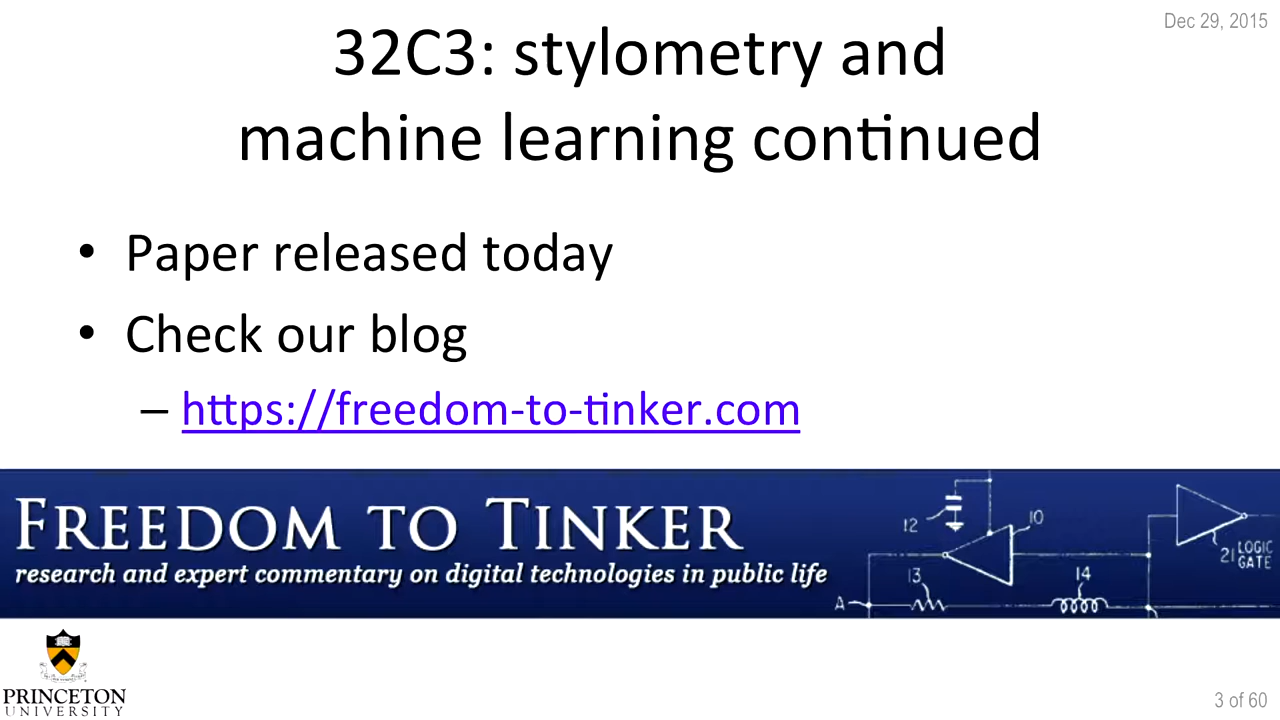 Dec 29, 2015
32C3: stylometry and
machine learning continued
• Paper released today
• Check our blog
– https://freedom-to-tinker.com
FREEDOM TO TINKER
research and expert commentary on digital technologies in public life
12
10
21 LOGIC
GATE
13
14
A
PRINCETON
UNIVERSITY
3 of 60